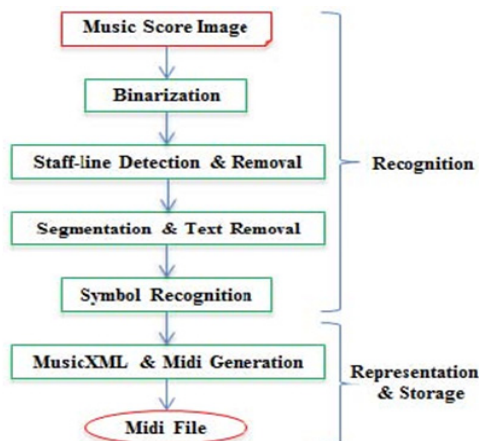 Music Score Image
Binarization
Staff-line Detection & Removal
Recognition
Segmentation & Text Removal
Symbol Recognition
MusicXML & Midi Generation
Representation
& Storage
Midi File